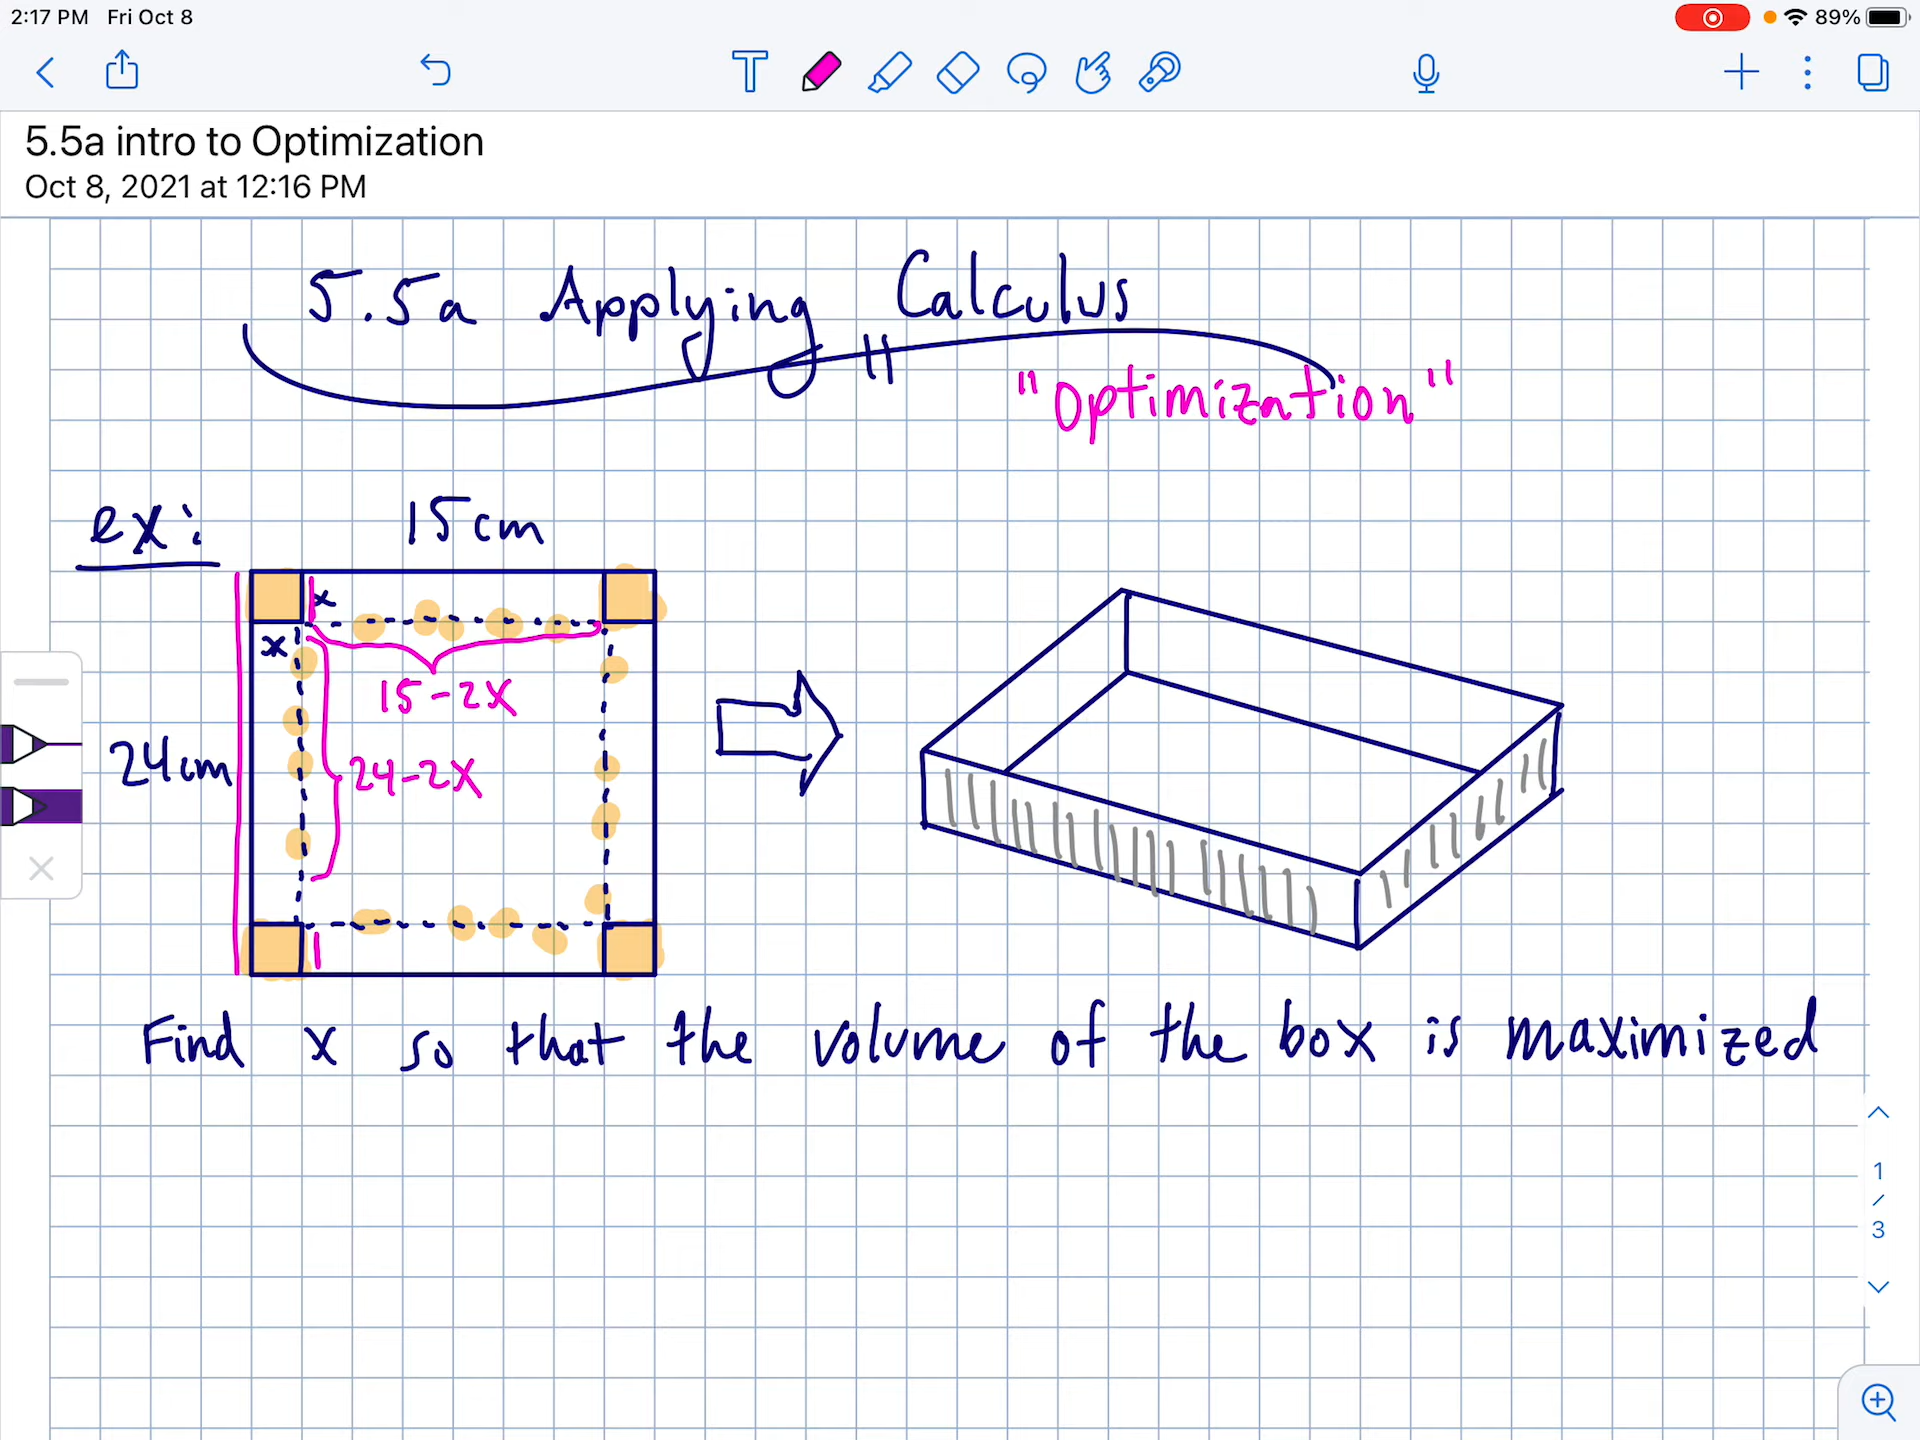 2:17 PM Fri Oct 8
89%
T
5.5a intro to Optimization
Oct 8, 2021 at 12:16 PM
5.5a Applying Calculus
"Optimization"
ex: 15cm
x
x
15-2x
24cm 24-2x
Find x so that the volume of the box is maximized
1
/
3